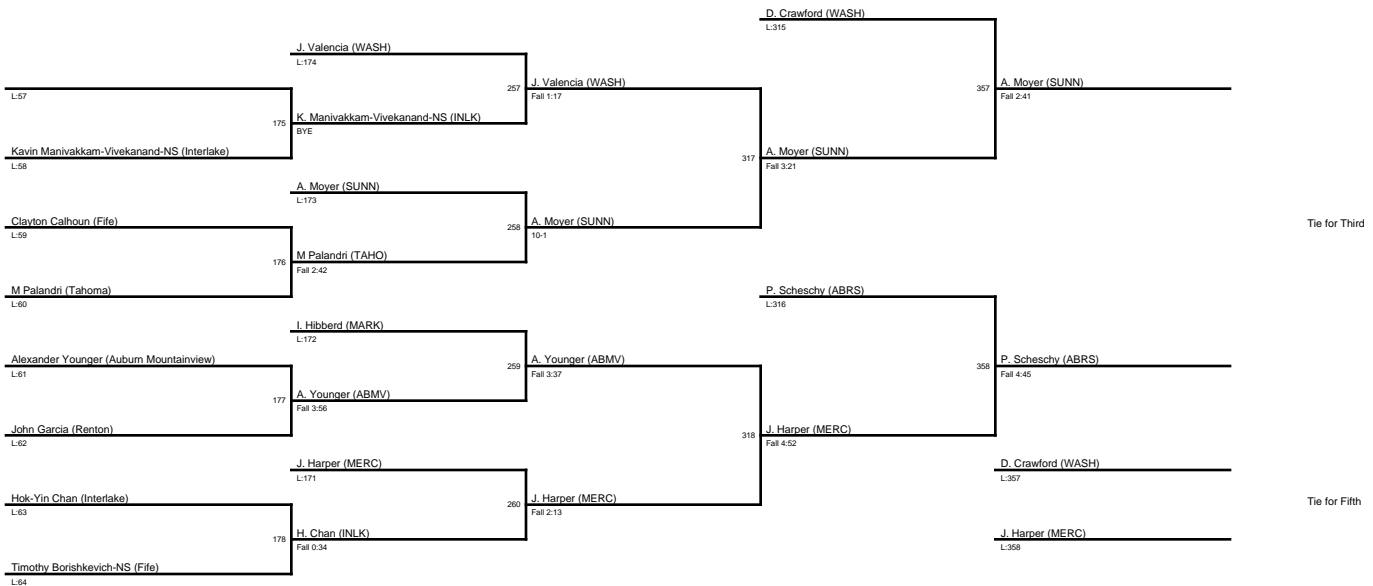 D. Crawford (WASH)
L:315
J. Valencia (WASH)
L:174
257
J. Valencia (WASH)
Fall 1:17
357
A. Moyer (SUNN)
Fall 2:41
L:57
175
K. Manivakkam-Vivekanand-NS (INLK)
BYE
Kavin Manivakkam-Vivekanand-NS (Interlake)
L:58
317
A. Moyer (SUNN)
Fall 3:21
A. Moyer (SUNN)
L:173
Clayton Calhoun (Fife)
L:59
258
A. Moyer (SUNN)
10-1
Tie for Third
176
M Palandri (TAHO)
Fall 2:42
M Palandri (Tahoma)
L:60
P. Scheschy (ABRS)
L:316
I. Hibberd (MARK)
L:172
Alexander Younger (Auburn Mountainview)
L:61
259
A. Younger (ABMV)
Fall 3:37
358
P. Scheschy (ABRS)
Fall 4:45
177
A. Younger (ABMV)
Fall 3:56
John Garcia (Renton)
L:62
318
J. Harper (MERC)
Fall 4:52
J. Harper (MERC)
L:171
D. Crawford (WASH)
L:357
Hok-Yin Chan (Interlake)
L:63
260
J. Harper (MERC)
Fall 2:13
Tie for Fifth
178
H. Chan (INLK)
Fall 0:34
J. Harper (MERC)
L:358
Timothy Borishkevich-NS (Fife)
L:64